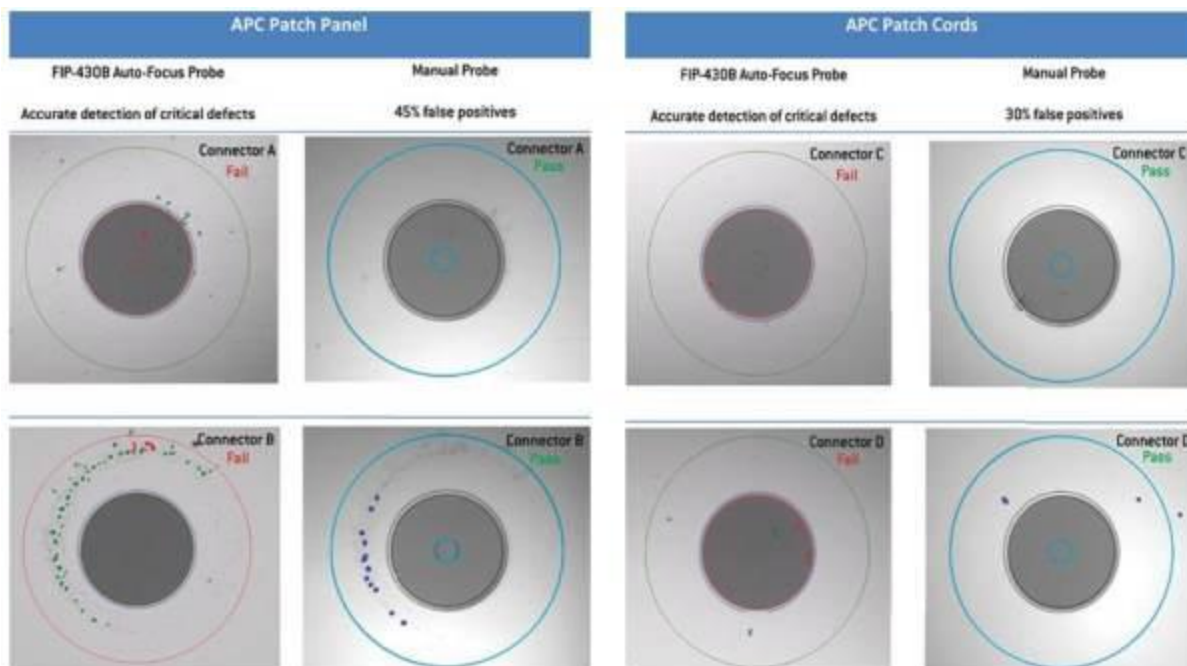 APC Patch Panel
FIP-430B Auto-Focus Probe
Manual Probe
Accurate detection of critical defects
45% false positives
Connector A
Fail
Connector A
Pass
Connector B
Fail
Connector B
Pass
APC Patch Cords
FIP-430B Auto-Focus Probe
Manual Probe
Accurate detection of critical defects
30% false positives
Connector C
Fail
Connector C
Pass
Connector D
Fail
Connector D
Pass